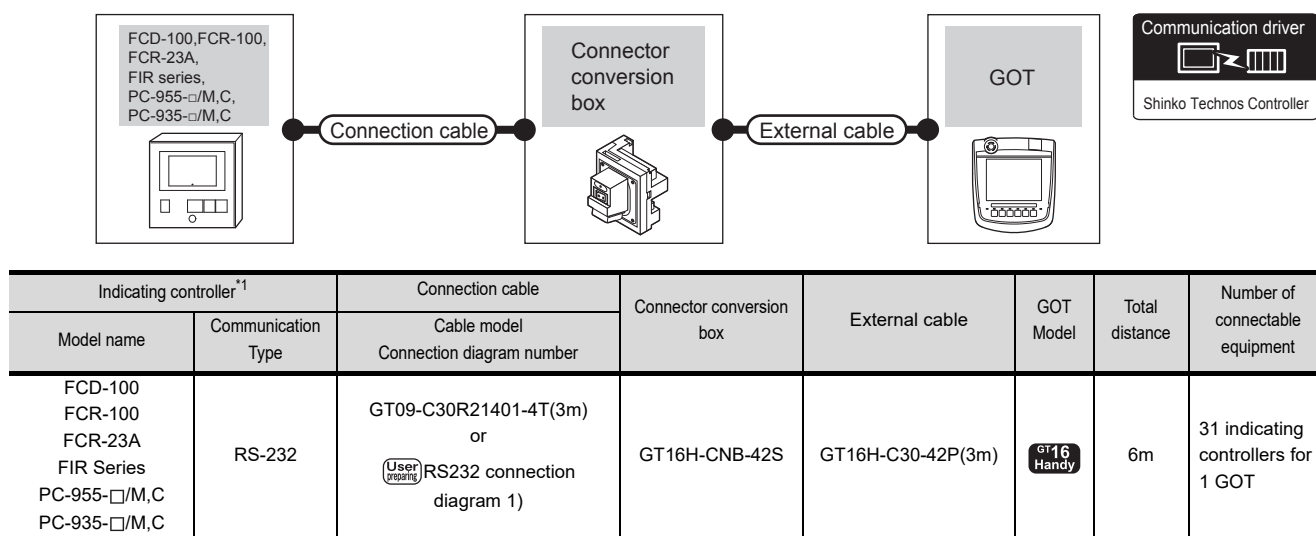 FCD-100,FCR-100,
FCR-23A,
FIR series,
PC-955-□/M,C,
PC-935-□/M,C
Connection cable
Connector
conversion
box
External cable
GOT
Communication driver
Shinko Technos Controller
Indicating controller*1
Connection cable
Connector conversion
box
External cable
GOT
Model
Total
distance
Number of
connectable
equipment
Model name
Communication
Type
Cable model
Connection diagram number
FCD-100
FCR-100
FCR-23A
FIR Series
PC-955-□/M,C
PC-935-□/M,C
RS-232
GT09-C30R21401-4T(3m)
or
User preparing RS232 connection
diagram 1)
GT16H-CNB-42S
GT16H-C30-42P(3m)
GT16
Handy
6m
31 indicating
controllers for
1 GOT